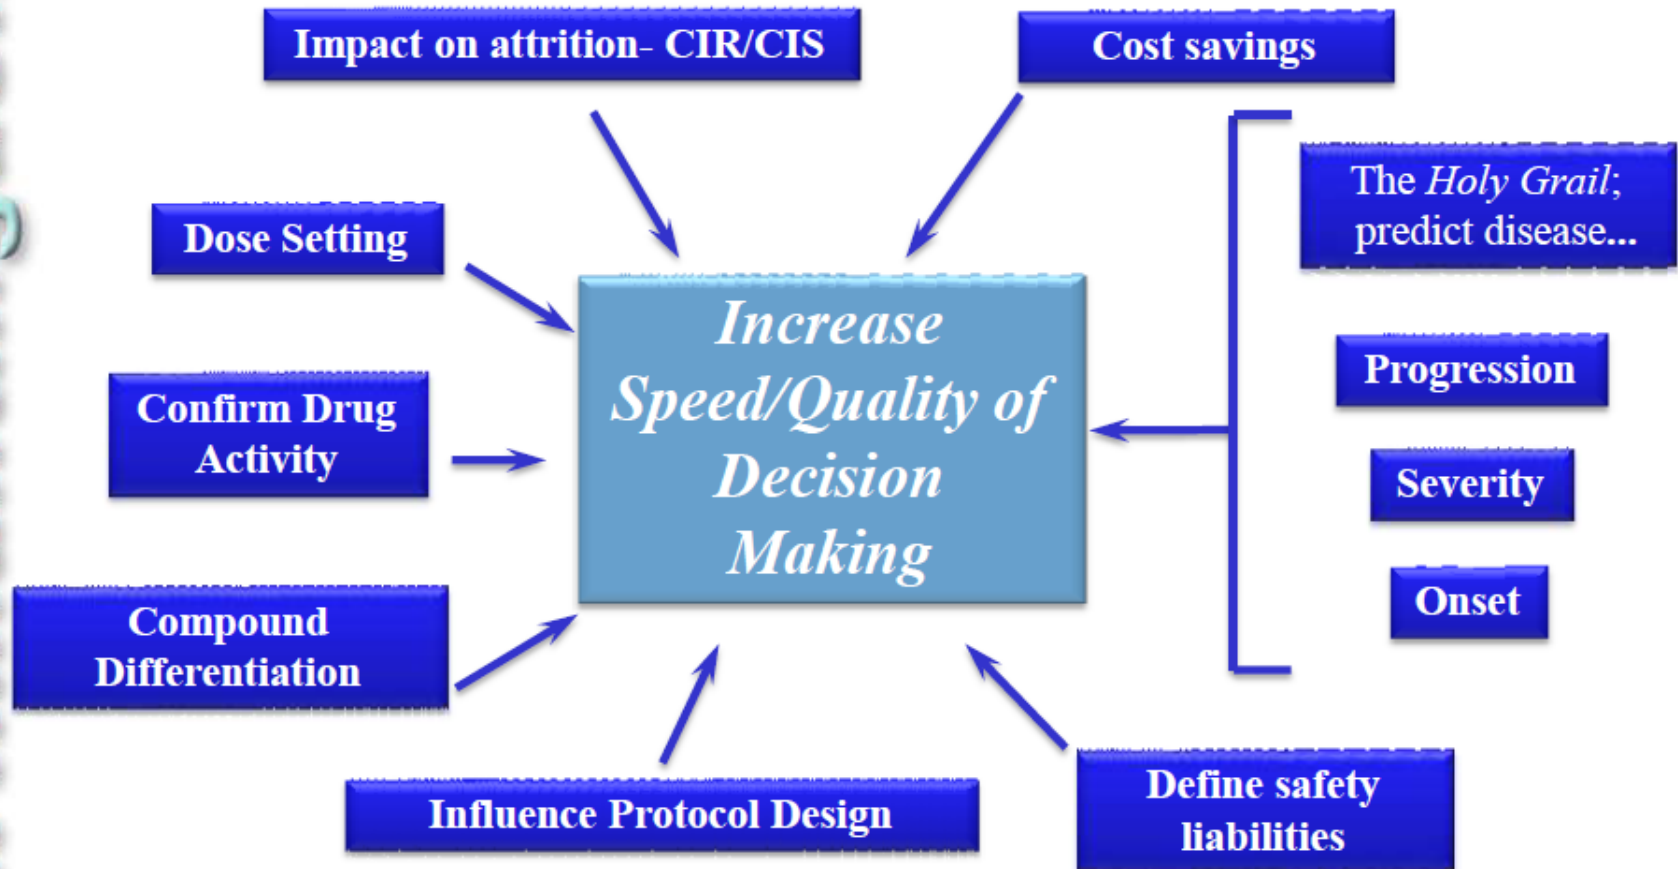 Impact on attrition- CIR/CIS
Cost savings
The Holy Grail;
predict disease...
Dose Setting
Increase
Speed/Quality of
Decision
Making
Progression
Confirm Drug
Activity
Severity
Onset
Compound
Differentiation
Influence Protocol Design
Define safety
liabilities